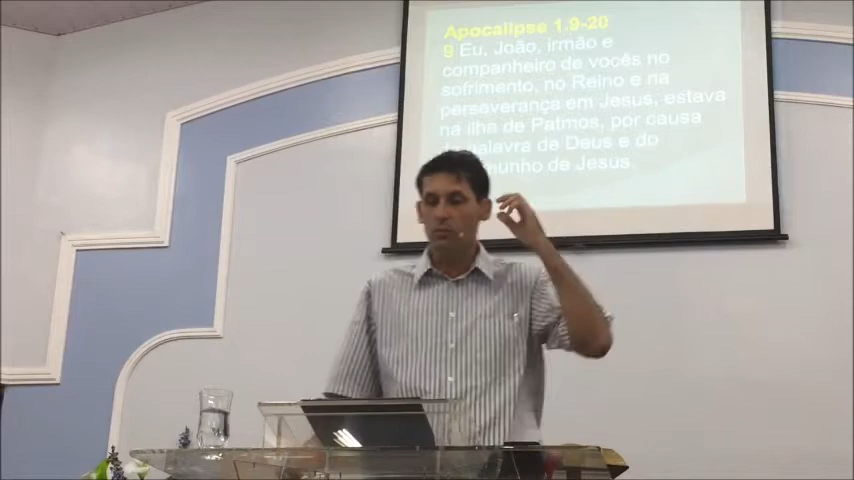 Apocalipse 1.9-20
9 Eu, João, irmão e
companheiro de vocês no
sofrimento, no Reino e na
perseverança em Jesus, estava
na ilha de Patmos, por causa
palavra de Deus e do
Jesus.